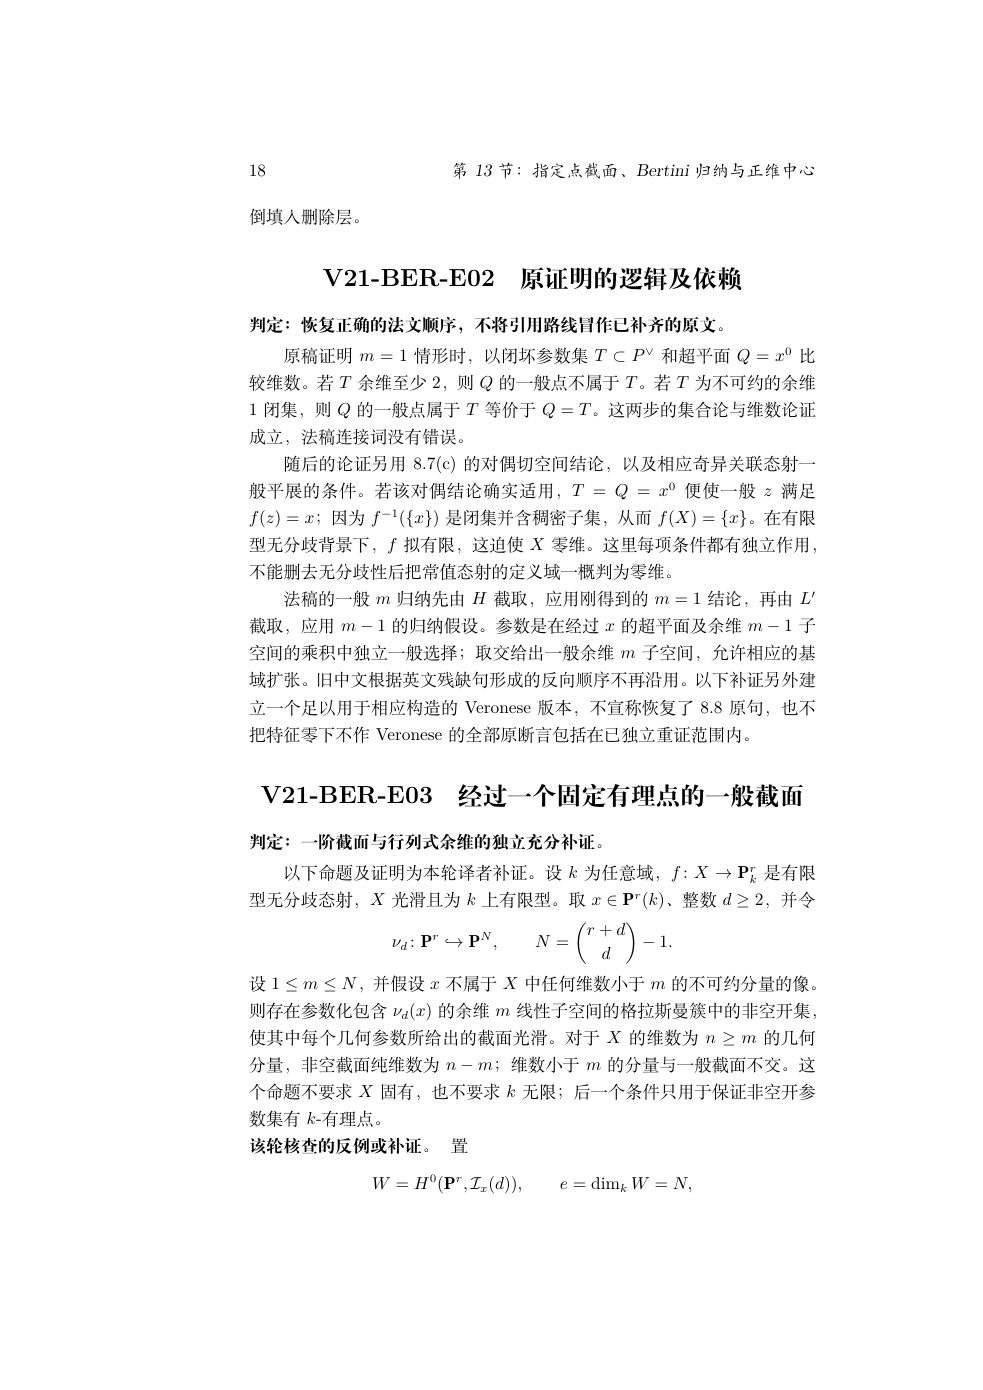 18 第 13 节：指定点截面、Bertini 归纳与正维中心
倒填入删除层。
V21-BER-E02 原证明的逻辑及依赖
判定：恢复正确的法文顺序，不将引用路线冒作已补齐的原文。
原稿证明 m = 1 情形时，以闭坏参数集 T ⊂ P^∨ 和超平面 Q = x^0 比
较维数。若 T 余维至少 2，则 Q 的一般点不属于 T。若 T 为不可约的余维
1 闭集，则 Q 的一般点属于 T 等价于 Q = T。这两步的集合论与维数论证
成立，法稿连接词没有错误。
随后的论证另用 8.7(c) 的对偶切空间结论，以及相应奇异关联态射一
般平展的条件。若该对偶结论确实适用，T = Q = x^0 便使一般 z 满足
f(z) = x；因为 f^{-1}({x}) 是闭集并含稠密子集，从而 f(X) = {x}。在有限
型无分歧背景下，f 拟有限，这迫使 X 零维。这里每项条件都有独立作用，
不能删去无分歧性后把常值态射的定义域一概判为零维。
法稿的一般 m 归纳先由 H 截取，应用刚得到的 m = 1 结论，再由 L′
截取，应用 m − 1 的归纳假设。参数是在经过 x 的超平面及余维 m − 1 子
空间的乘积中独立一般选择；取交给出一般余维 m 子空间，允许相应的基
域扩张。旧中文根据英文残缺句形成的反向顺序不再沿用。以下补证另外建
立一个足以用于相应构造的 Veronese 版本，不宣称恢复了 8.8 原句，也不
把特征零下不作 Veronese 的全部原断言包括在已独立重证范围内。
V21-BER-E03 经过一个固定有理点的一般截面
判定：一阶截面与行列式余维的独立充分补证。
以下命题及证明为本轮译者补证。设 k 为任意域，f : X → P^r_k 是有限
型无分歧态射，X 光滑且为 k 上有限型。取 x ∈ P^r(k)、整数 d ≥ 2，并令
ν_d : P^r ↪ P^N, N = \binom{r + d}{d} − 1.
设 1 ≤ m ≤ N，并假设 x 不属于 X 中任何维数小于 m 的不可约分量的像。
则存在参数化包含 ν_d(x) 的余维 m 线性子空间的格拉斯曼簇中的非空开集，
使其中每个几何参数所给出的截面光滑。对于 X 的维数为 n ≥ m 的几何
分量，非空截面纯维数为 n − m；维数小于 m 的分量与一般截面不交。这
个命题不要求 X 固有，也不要求 k 无限；后一个条件只用于保证非空开参
数集有 k-有理点。
该轮核查的反例或补证。 置
W = H^0(P^r, 𝓘_x(d)), e = dim_k W = N,